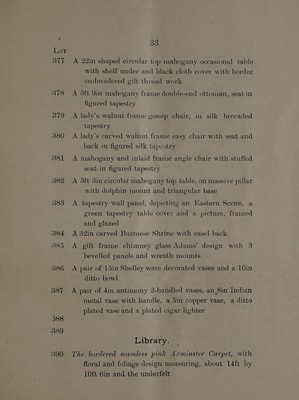 33
Lot
377 A 22in shaped circular top mahogany occasional table
with shelf under and black cloth cover with border
embroidered gilt thread work
378 A 3ft 9in mahogany frame double-end ottoman, seat in
figured tapestry
379 A lady's walnut frame gossip chair, in silk brocaded
tapestry
380 A lady's carved walnut frame easy chair with seat and
back in figured silk tapestry
381 A mahogany and inlaid frame angle chair with stuffed
seat in figured tapestry
382 A 3ft 3in circular mahogany top table, on massive pillar
with dolphin mount and triangular base
383 A tapestry wall panel, depicting an Eastern Scene, a
green tapestry table cover and a picture, framed
and glazed
384 A 32in carved Burmese Shrine with easel back
385 A gilt frame chimney glass Adams' design with 3
bevelled panels and wreath mounts
386 A pair of 15in Shelley ware decorated vases and a 10in
ditto bowl
387 A pair of 4in antimony 2-handled vases, an 8in Indian
metal vase with handle, a 5in copper vase, a ditto
plated vase and a plated cigar lighter
388
389
Library.
390 The bordered seamless pink Axminster Carpet, with
floral and foliage design measuring, about 14ft by
10ft 6in and the underfelt